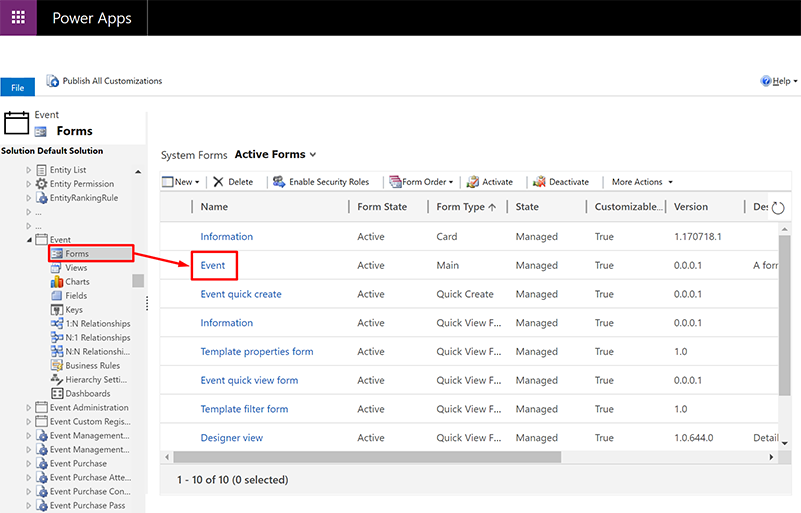 Power Apps
File
Publish All Customizations
Help
Event
Forms
Solution Default Solution
Entity List
Entity Permission
EntityRankingRule
...
...
Event
Forms
Views
Charts
Fields
Keys
1:N Relationships
N:1 Relationships
N:N Relationshi...
Business Rules
Hierarchy Setti...
Dashboards
Event Administration
Event Custom Regis...
Event Management...
Event Management...
Event Purchase
Event Purchase Atte...
Event Purchase Con...
Event Purchase Pass
System Forms Active Forms
New Delete Enable Security Roles Form Order Activate Deactivate More Actions
Name Form State Form Type State Customizable... Version Des
Information Active Card Managed True 1.170718.1
Event Active Main Managed True 0.0.0.1 A form
Event quick create Active Quick Create Managed True 0.0.0.1
Information Active Quick View F... Managed True 0.0.0.1
Template properties form Active Quick View F... Managed True 1.0
Event quick view form Active Quick View F... Managed True 0.0.0.1
Template filter form Active Quick View F... Managed True 1.0
Designer view Active Quick View F... Managed True 1.0.644.0 Detail
1 - 10 of 10 (0 selected)